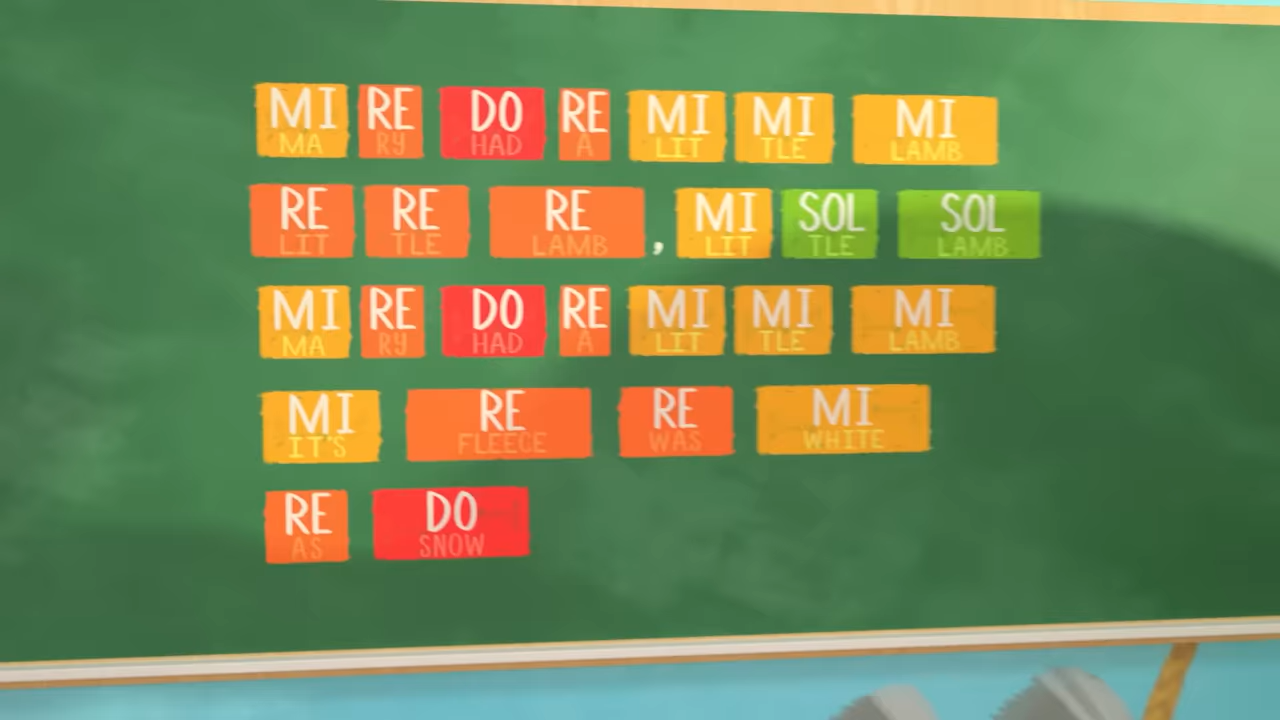 MI RE DO RE MI MI MI
MA RY HAD A LIT TLE LAMB
RE RE RE , MI SOL SOL
LIT TLE LAMB LIT TLE LAMB
MI RE DO RE MI MI MI
MA RY HAD A LIT TLE LAMB
MI RE RE MI
IT'S FLEECE WAS WHITE
RE DO
AS SNOW